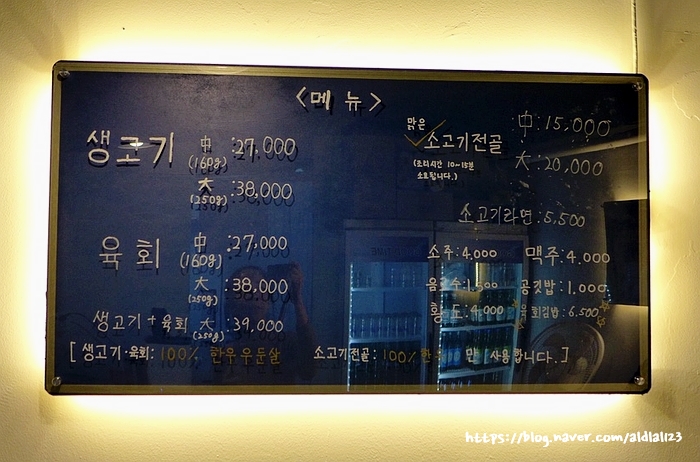 <메뉴>
생고기 中 :27,000
(160g)
大 :38,000
(250g)
육회 中 :27,000
(160g)
大 :38,000
(250g)
생고기+육회 大 :39,000
(250g)
맑은
소고기전골 中 :15,000
大 :20,000
(조리시간 10~15분
소요됩니다.)
소고기라면:5,500
소주:4,000 맥주:4,000
음료수:1,500 공깃밥:1,000
황도:4,000 육회김밥:6,500
[생고기·육회: 100% 한우 우둔살 소고기전골: 100% 한우 만 사용합니다.]
https://blog.naver.com/aldlal123